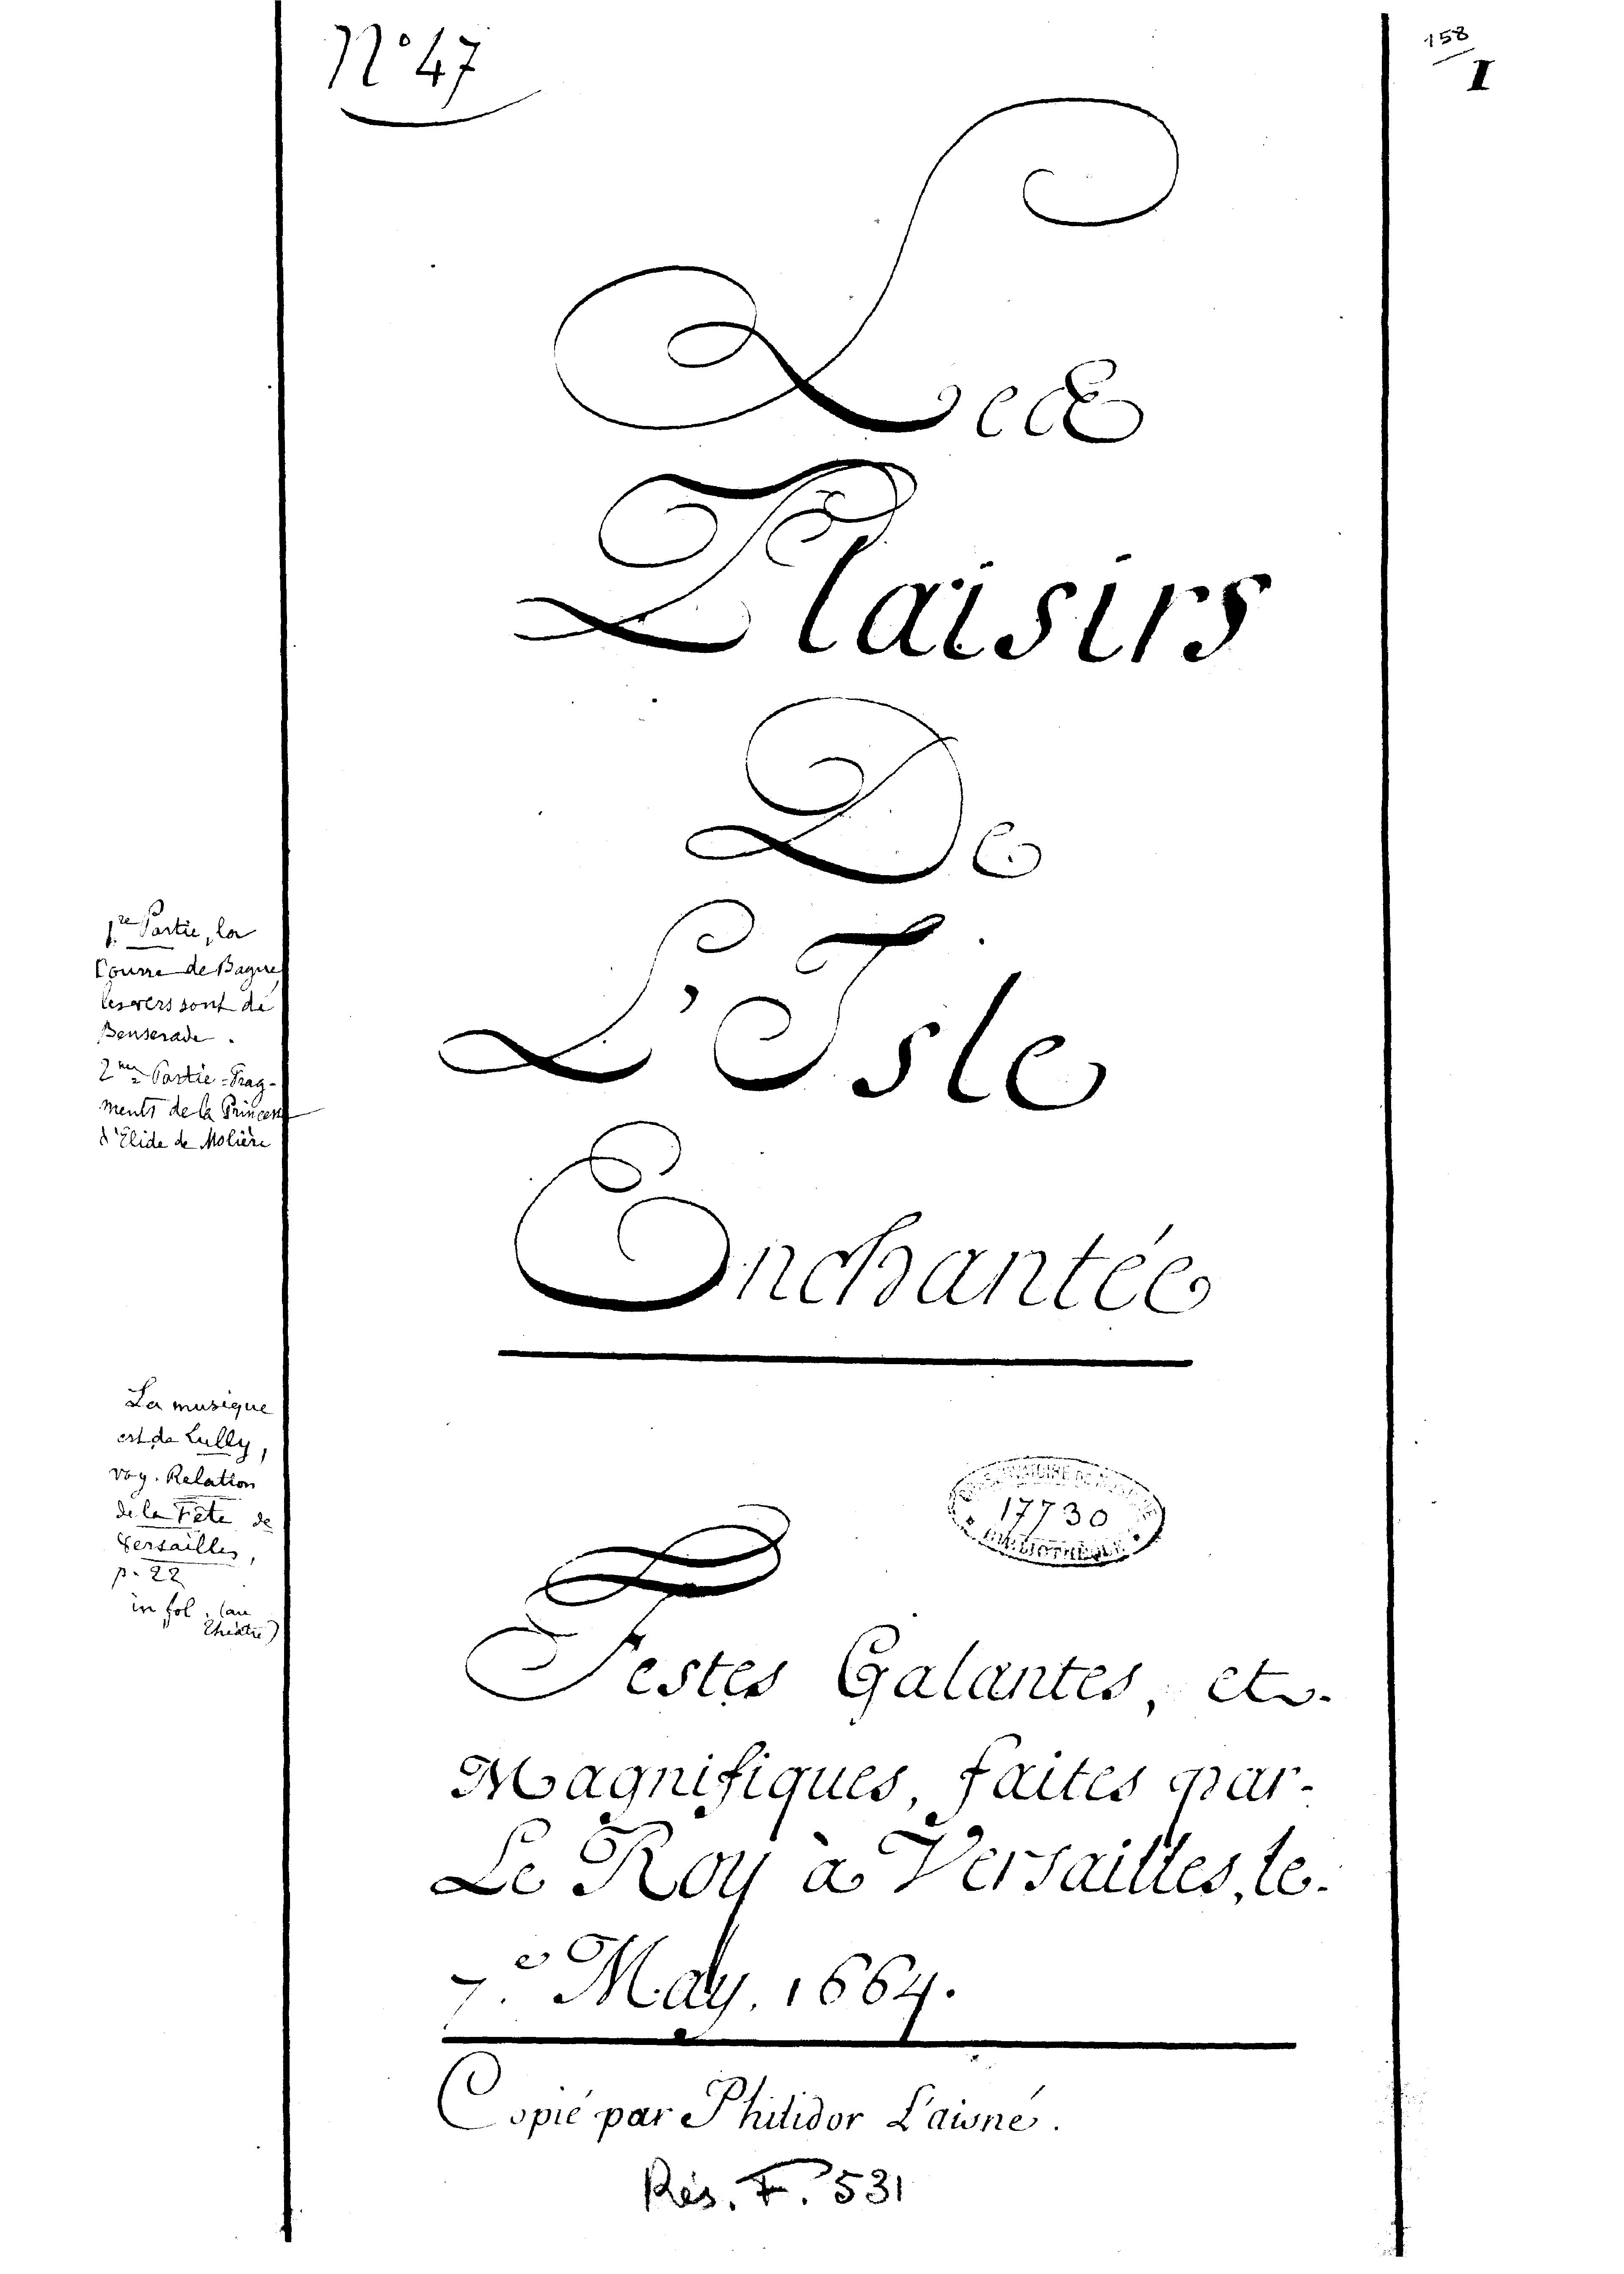 N° 47
158
I
Les
Plaisirs
De
L'Isle
Enchantée
1.re Partie, la
Course de Bague,
les vers sont de
Benserade.
2me Partie - Frag-
ments de la Princesse
d'Elide de Molière
La musique
est de Lully,
voy. Relation
de la Fête de
Versailles,
p. 22
in fol. (au
Théâtre)
17730
BIBLIOTHEQUE
Festes Galantes, et
Magnifiques, faites par
Le Roy à Versailles, le
7.e May. 1664.
Copié par Philidor L'aisné.
Rés. F. 531